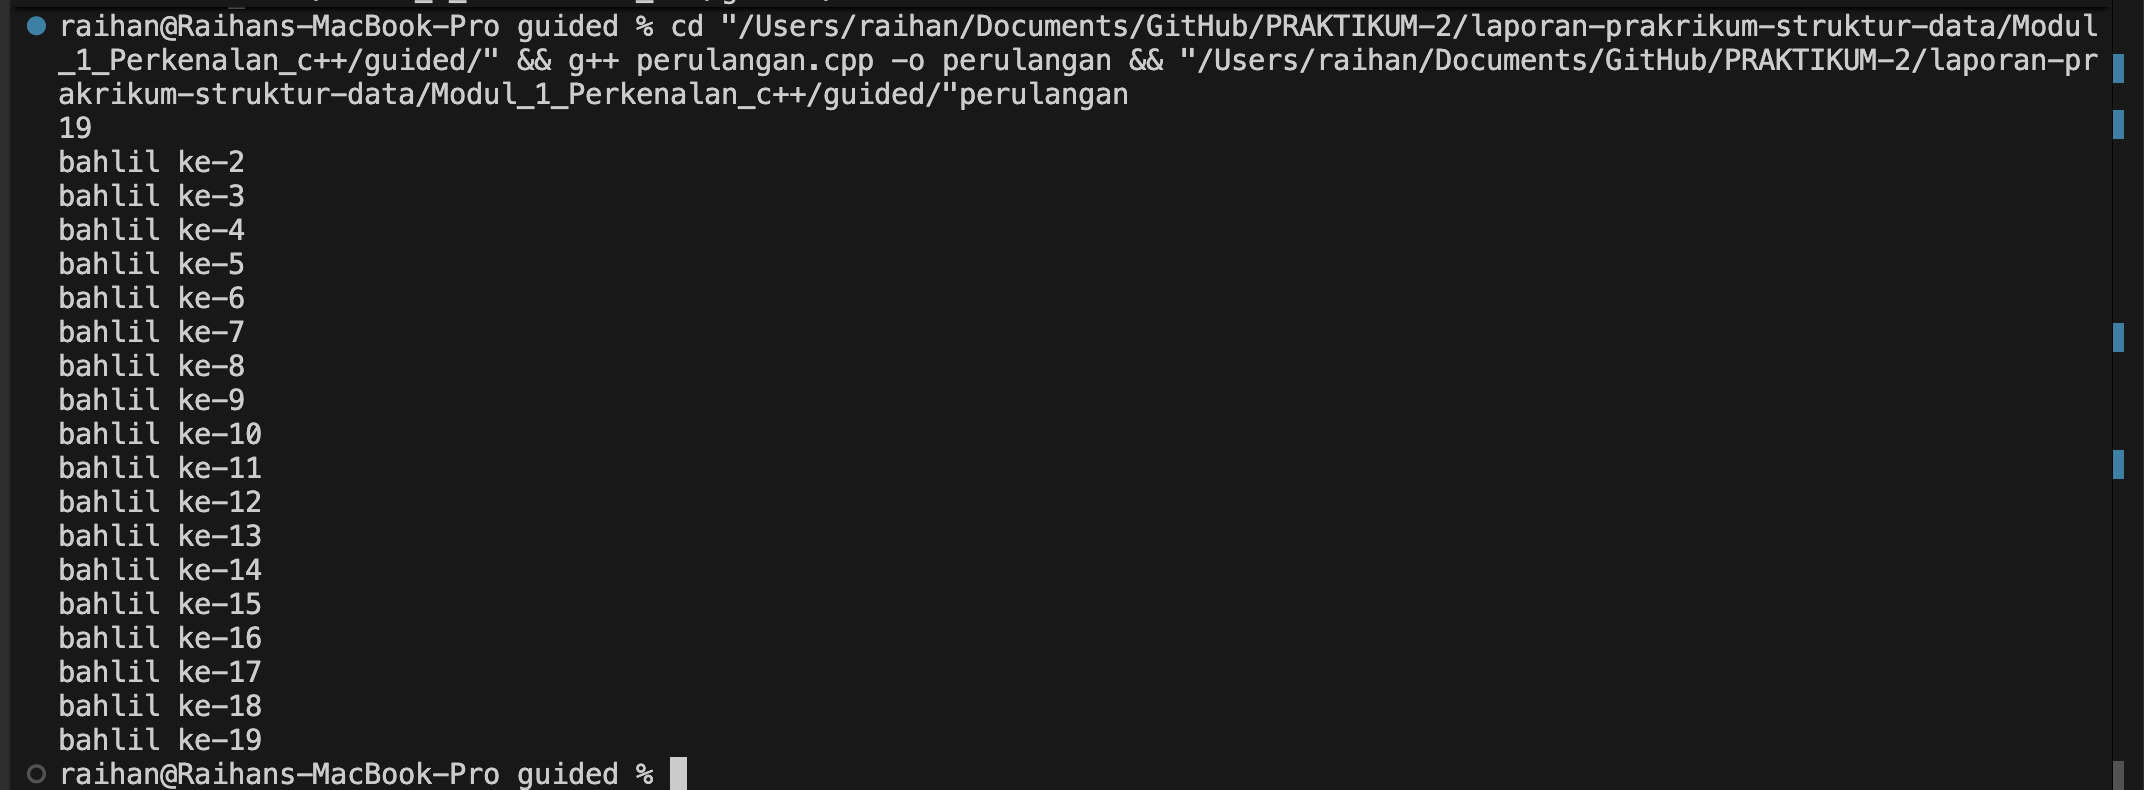 raihan@Raihans-MacBook-Pro guided % cd "/Users/raihan/Documents/GitHub/PRAKTIKUM-2/laporan-prakrikum-struktur-data/Modul
_1_Perkenalan_c++/guided/" && g++ perulangan.cpp -o perulangan && "/Users/raihan/Documents/GitHub/PRAKTIKUM-2/laporan-pr
akrikum-struktur-data/Modul_1_Perkenalan_c++/guided/"perulangan
19
bahlil ke-2
bahlil ke-3
bahlil ke-4
bahlil ke-5
bahlil ke-6
bahlil ke-7
bahlil ke-8
bahlil ke-9
bahlil ke-10
bahlil ke-11
bahlil ke-12
bahlil ke-13
bahlil ke-14
bahlil ke-15
bahlil ke-16
bahlil ke-17
bahlil ke-18
bahlil ke-19
raihan@Raihans-MacBook-Pro guided %